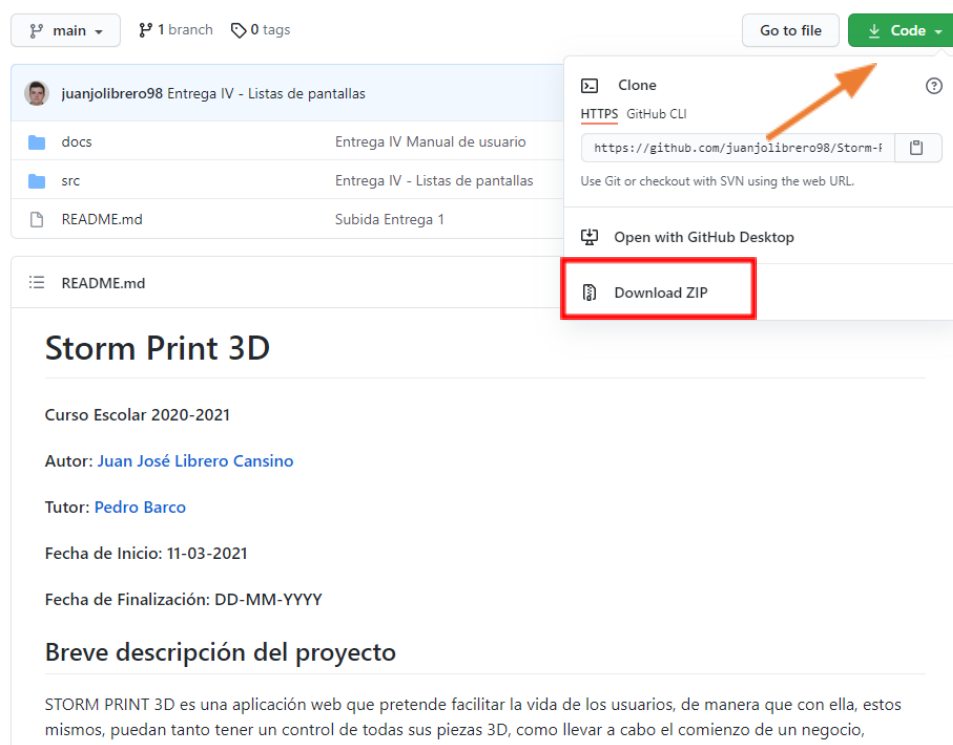 main
1 branch
0 tags
Go to file
Code
juanjolibrero98 Entrega IV - Listas de pantallas
docs Entrega IV Manual de usuario
src Entrega IV - Listas de pantallas
README.md Subida Entrega 1
Clone
HTTPS GitHub CLI
https://github.com/juanjolibrero98/Storm-
Use Git or checkout with SVN using the web URL.
Open with GitHub Desktop
Download ZIP
README.md
Storm Print 3D
Curso Escolar 2020-2021
Autor: Juan José Librero Cansino
Tutor: Pedro Barco
Fecha de Inicio: 11-03-2021
Fecha de Finalización: DD-MM-YYYY
Breve descripción del proyecto
STORM PRINT 3D es una aplicación web que pretende facilitar la vida de los usuarios, de manera que con ella, estos
mismos, puedan tanto tener un control de todas sus piezas 3D, como llevar a cabo el comienzo de un negocio,